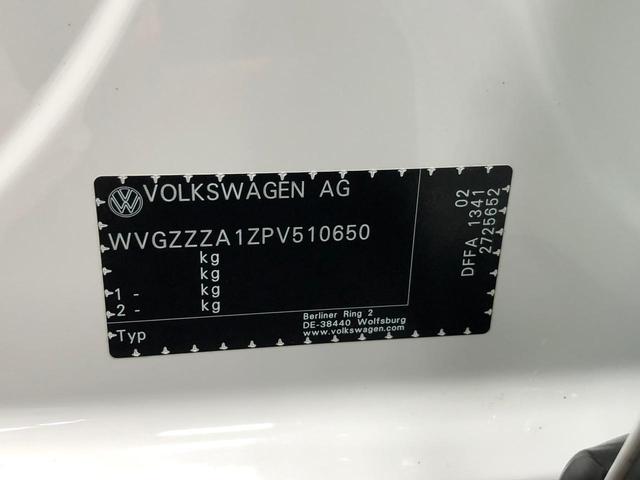 VOLKSWAGEN AG
WVGZZZA1ZPV510650
kg
kg
1 - kg
2 - kg
Typ
Berliner Ring 2
DE-38440 Wolfsburg
www.volkswagen.com
02
DFFA 1341
2725652